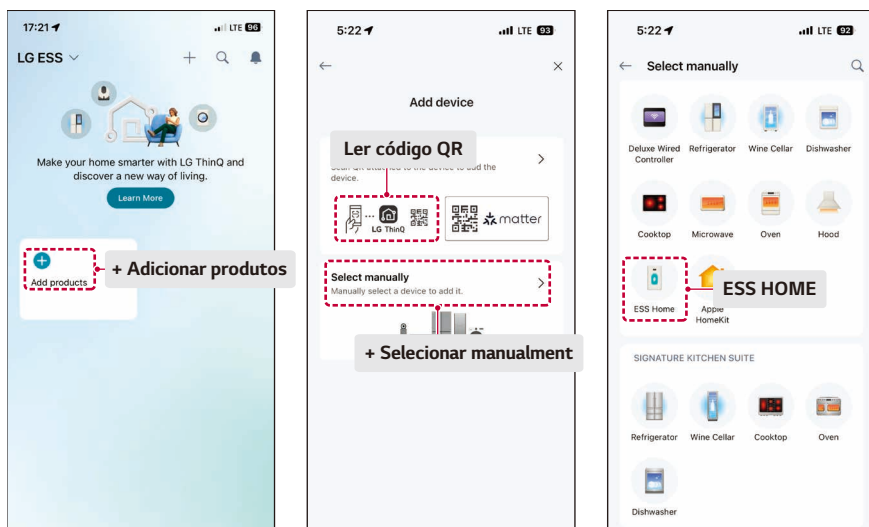 17:21
LTE 96
LG ESS
Make your home smarter with LG ThinQ and
discover a new way of living.
Learn More
Add products
+ Adicionar produtos
5:22
LTE 93
Add device
Ler código QR
Scan QR attached to the device to add the
device.
LG ThinQ
matter
Select manually
Manually select a device to add it.
+ Selecionar manualment
5:22
LTE 92
Select manually
Deluxe Wired
Controller
Refrigerator
Wine Cellar
Dishwasher
Cooktop
Microwave
Oven
Hood
ESS Home
Apple
HomeKit
ESS HOME
SIGNATURE KITCHEN SUITE
Refrigerator
Wine Cellar
Cooktop
Oven
Dishwasher